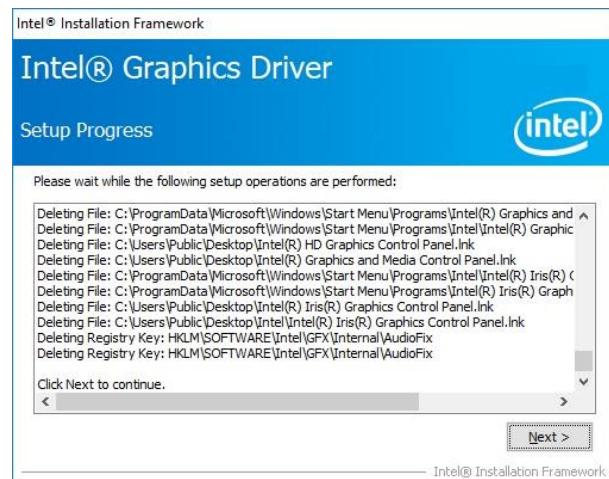 Intel® Installation Framework
Intel® Graphics Driver
Setup Progress
intel
Please wait while the following setup operations are performed:
Deleting File: C:\ProgramData\Microsoft\Windows\Start Menu\Programs\Intel(R) Graphics and
Deleting File: C:\ProgramData\Microsoft\Windows\Start Menu\Programs\Intel\Intel(R) Graphic
Deleting File: C:\Users\Public\Desktop\Intel(R) HD Graphics Control Panel.lnk
Deleting File: C:\Users\Public\Desktop\Intel(R) Graphics and Media Control Panel.lnk
Deleting File: C:\ProgramData\Microsoft\Windows\Start Menu\Programs\Intel\Intel(R) Iris(R) G
Deleting File: C:\ProgramData\Microsoft\Windows\Start Menu\Programs\Intel(R) Iris(R) Graph
Deleting File: C:\Users\Public\Desktop\Intel(R) Iris(R) Graphics Control Panel.lnk
Deleting File: C:\Users\Public\Desktop\Intel\Intel(R) Iris(R) Graphics Control Panel.lnk
Deleting Registry Key: HKLM\SOFTWARE\Intel\GFX\Internal\AudioFix
Deleting Registry Key: HKLM\SOFTWARE\Intel\GFX\Internal\AudioFix
Click Next to continue.
Next >
Intel® Installation Framework